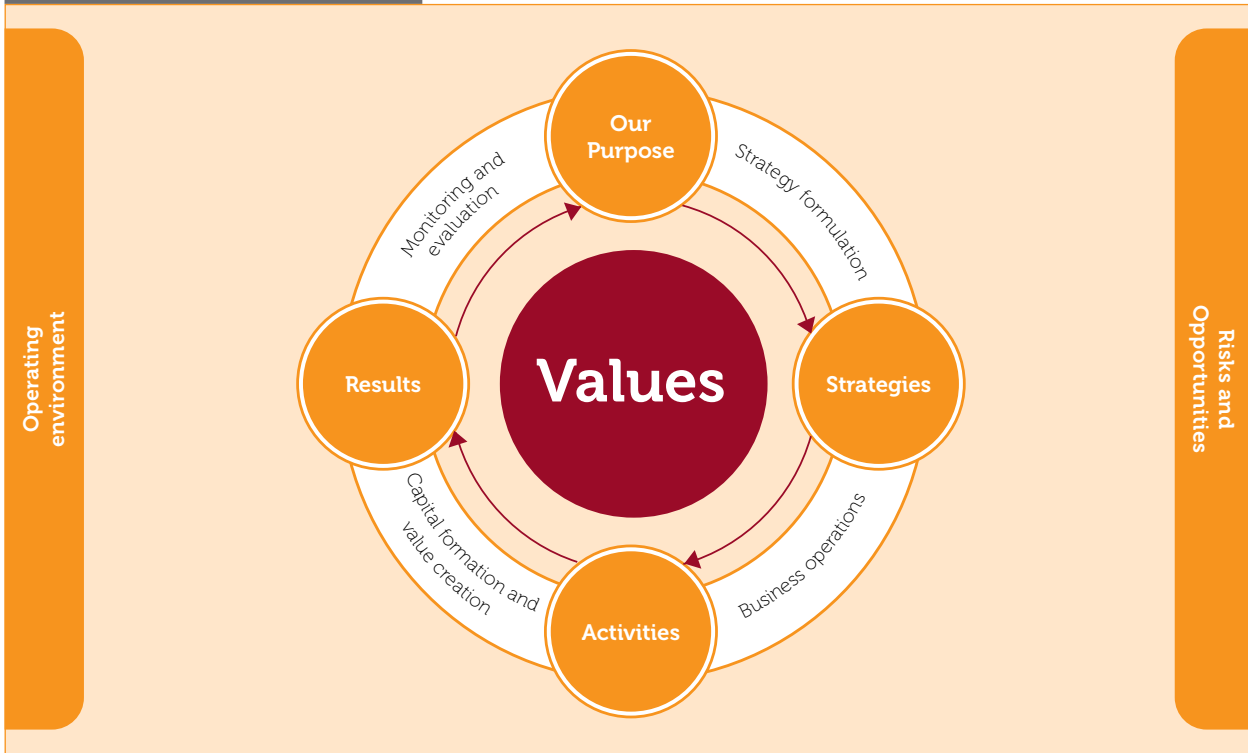 Our
Purpose
Monitoring and
evaluation
Strategy formulation
Operating
environment
Results
Values
Strategies
Risks and
Opportunities
Capital formation and
value creation
Business operations
Activities